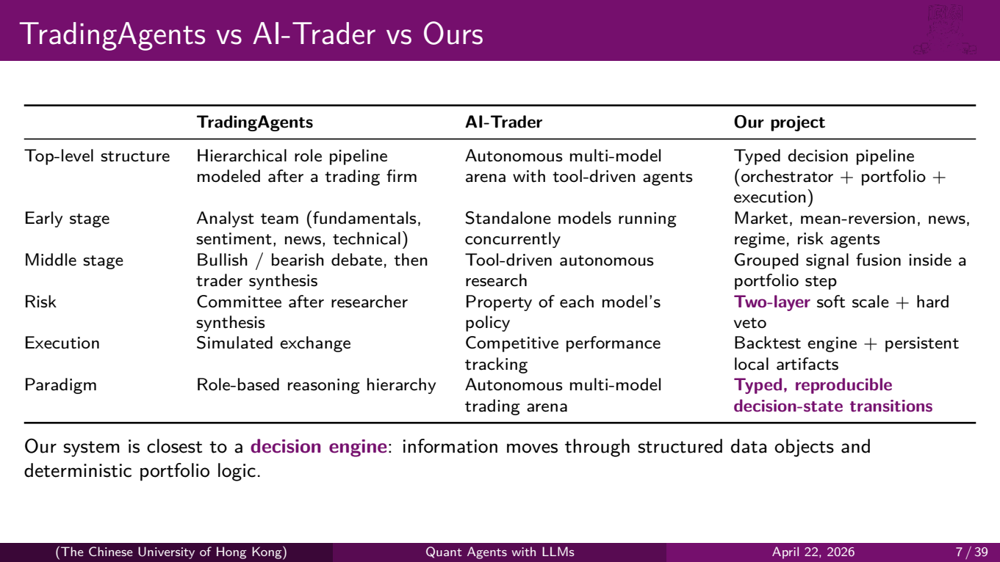 TradingAgents vs AI-Trader vs Ours
TradingAgents AI-Trader Our project
Top-level structure Hierarchical role pipeline Autonomous multi-model Typed decision pipeline
modeled after a trading firm arena with tool-driven agents (orchestrator + portfolio +
execution)
Early stage Analyst team (fundamentals, Standalone models running Market, mean-reversion, news,
sentiment, news, technical) concurrently regime, risk agents
Middle stage Bullish / bearish debate, then Tool-driven autonomous Grouped signal fusion inside a
trader synthesis research portfolio step
Risk Committee after researcher Property of each model's Two-layer soft scale + hard
synthesis policy veto
Execution Simulated exchange Competitive performance Backtest engine + persistent
tracking local artifacts
Paradigm Role-based reasoning hierarchy Autonomous multi-model Typed, reproducible
trading arena decision-state transitions
Our system is closest to a decision engine: information moves through structured data objects and
deterministic portfolio logic.
(The Chinese University of Hong Kong) Quant Agents with LLMs April 22, 2026 7 / 39